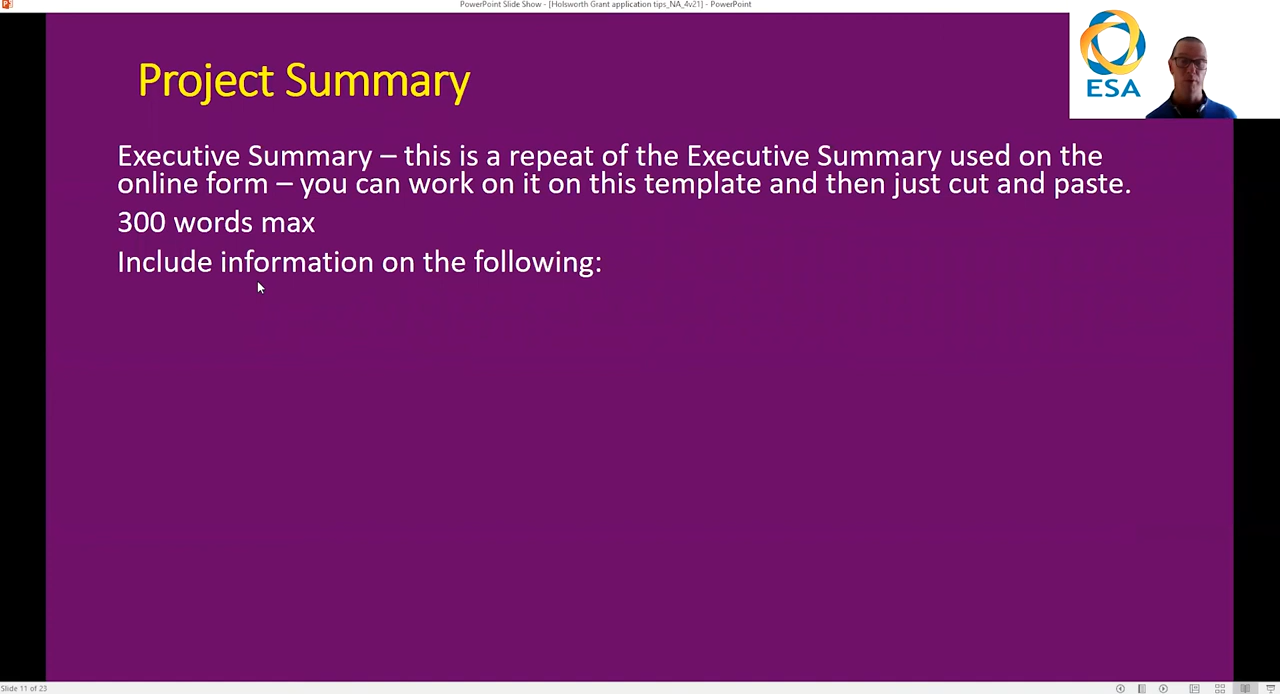 PowerPoint Slide Show - [Holsworth Grant application tips_NA_4v21] - PowerPoint
ESA
Project Summary
Executive Summary – this is a repeat of the Executive Summary used on the
online form – you can work on it on this template and then just cut and paste.
300 words max
Include information on the following:
Slide 11 of 23